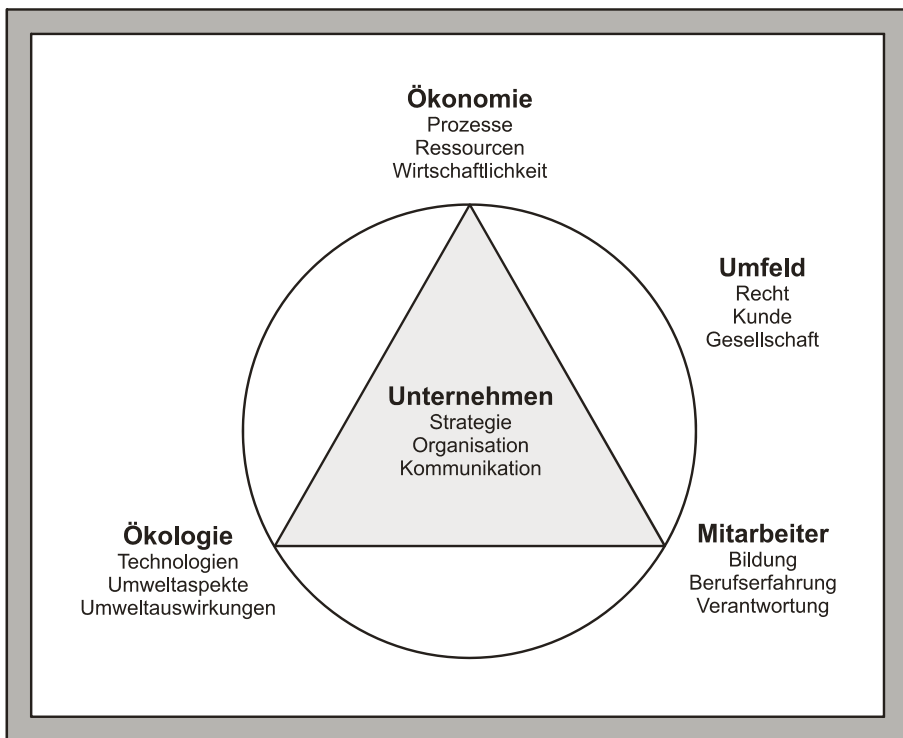 Ökonomie
Prozesse
Ressourcen
Wirtschaftlichkeit
Umfeld
Recht
Kunde
Gesellschaft
Unternehmen
Strategie
Organisation
Kommunikation
Ökologie
Technologien
Umweltaspekte
Umweltauswirkungen
Mitarbeiter
Bildung
Berufserfahrung
Verantwortung